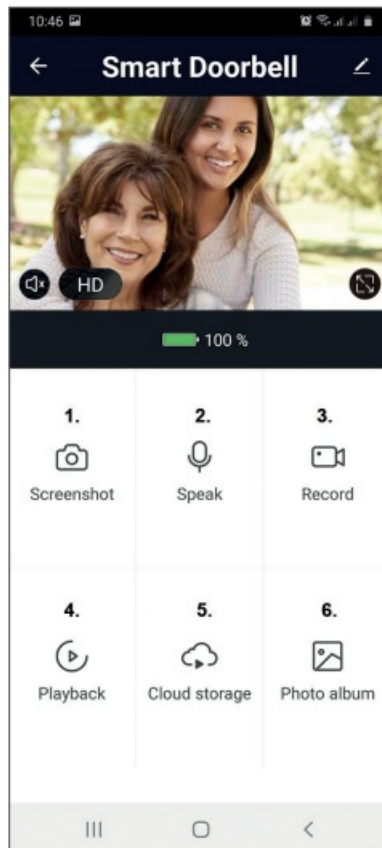 10:46
Smart Doorbell
HD
100 %
1. 2. 3.
Screenshot Speak Record
4. 5. 6.
Playback Cloud storage Photo album